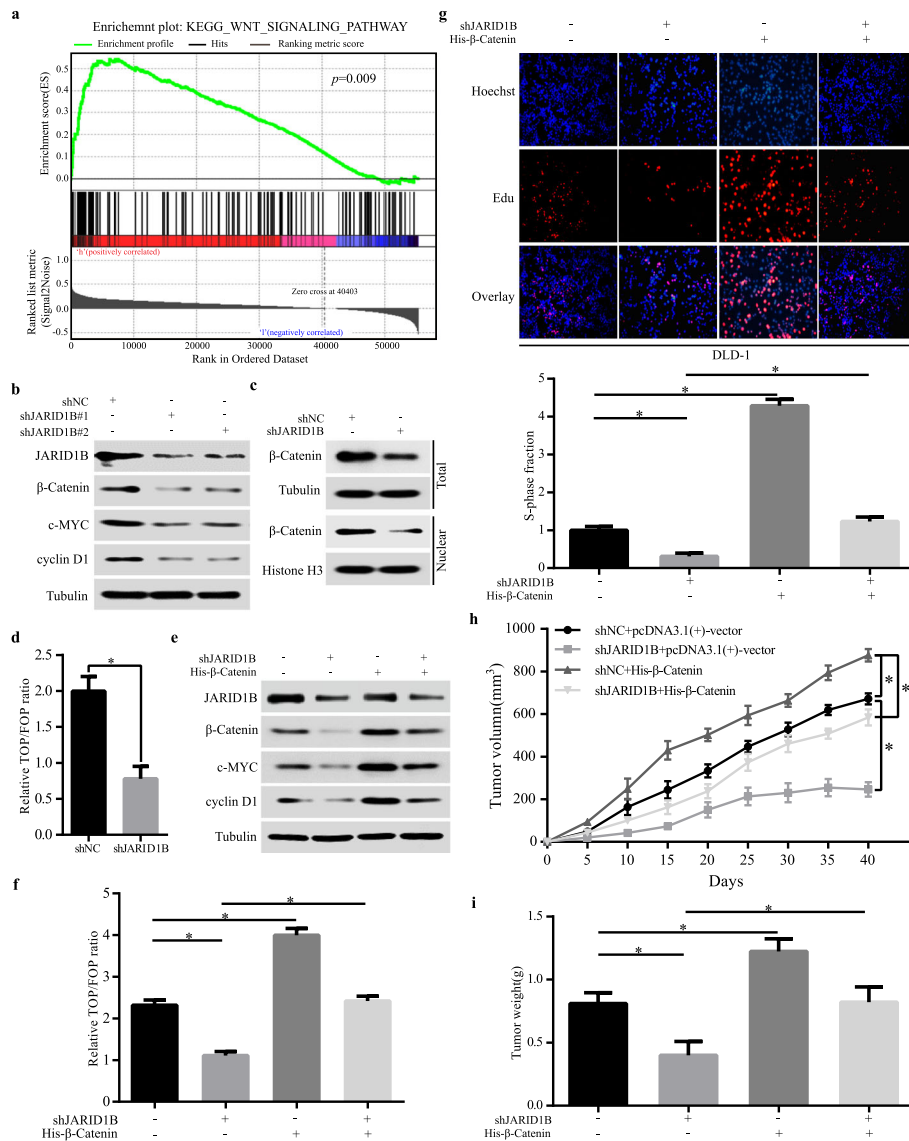 a
Enrichemnt plot: KEGG_WNT_SIGNALING_PATHWAY
Enrichment profile Hits Ranking metric score
Enrichment score(ES)
0.5
0.4
0.3
0.2
0.1
0.0
p=0.009
'h'(positively correlated)
Ranked list metric
(Signal2Noise)
1.0
0.5
0.0
-0.5
Zero cross at 40403
'l'(negatively correlated)
0 10000 20000 30000 40000 50000
Rank in Ordered Dataset
b
shNC + - -
shJARID1B#1 - + -
shJARID1B#2 - - +
JARID1B
β-Catenin
c-MYC
cyclin D1
Tubulin
c
shNC + -
shJARID1B - +
β-Catenin
Tubulin
Total
β-Catenin
Histone H3
Nuclear
d
Relative TOP/FOP ratio
2.5
2.0
1.5
1.0
0.5
0.0
*
shNC shJARID1B
e
shJARID1B - + - +
His-β-Catenin - - + +
JARID1B
β-Catenin
c-MYC
cyclin D1
Tubulin
f
Relative TOP/FOP ratio
5
4
3
2
1
0
*
*
*
shJARID1B - + - +
His-β-Catenin - - + +
g
shJARID1B - + - +
His-β-Catenin - - + +
Hoechst
Edu
Overlay
DLD-1
S-phase fraction
5
4
3
2
1
0
*
*
*
shJARID1B - + - +
His-β-Catenin - - + +
h
Tumor volumn(mm3)
1000
800
600
400
200
0
shNC+pcDNA3.1(+)-vector
shJARID1B+pcDNA3.1(+)-vector
shNC+His-β-Catenin
shJARID1B+His-β-Catenin
*
*
*
0 5 10 15 20 25 30 35 40
Days
i
Tumor weight(g)
1.5
1.0
0.5
0.0
*
*
*
shJARID1B - + - +
His-β-Catenin - - + +